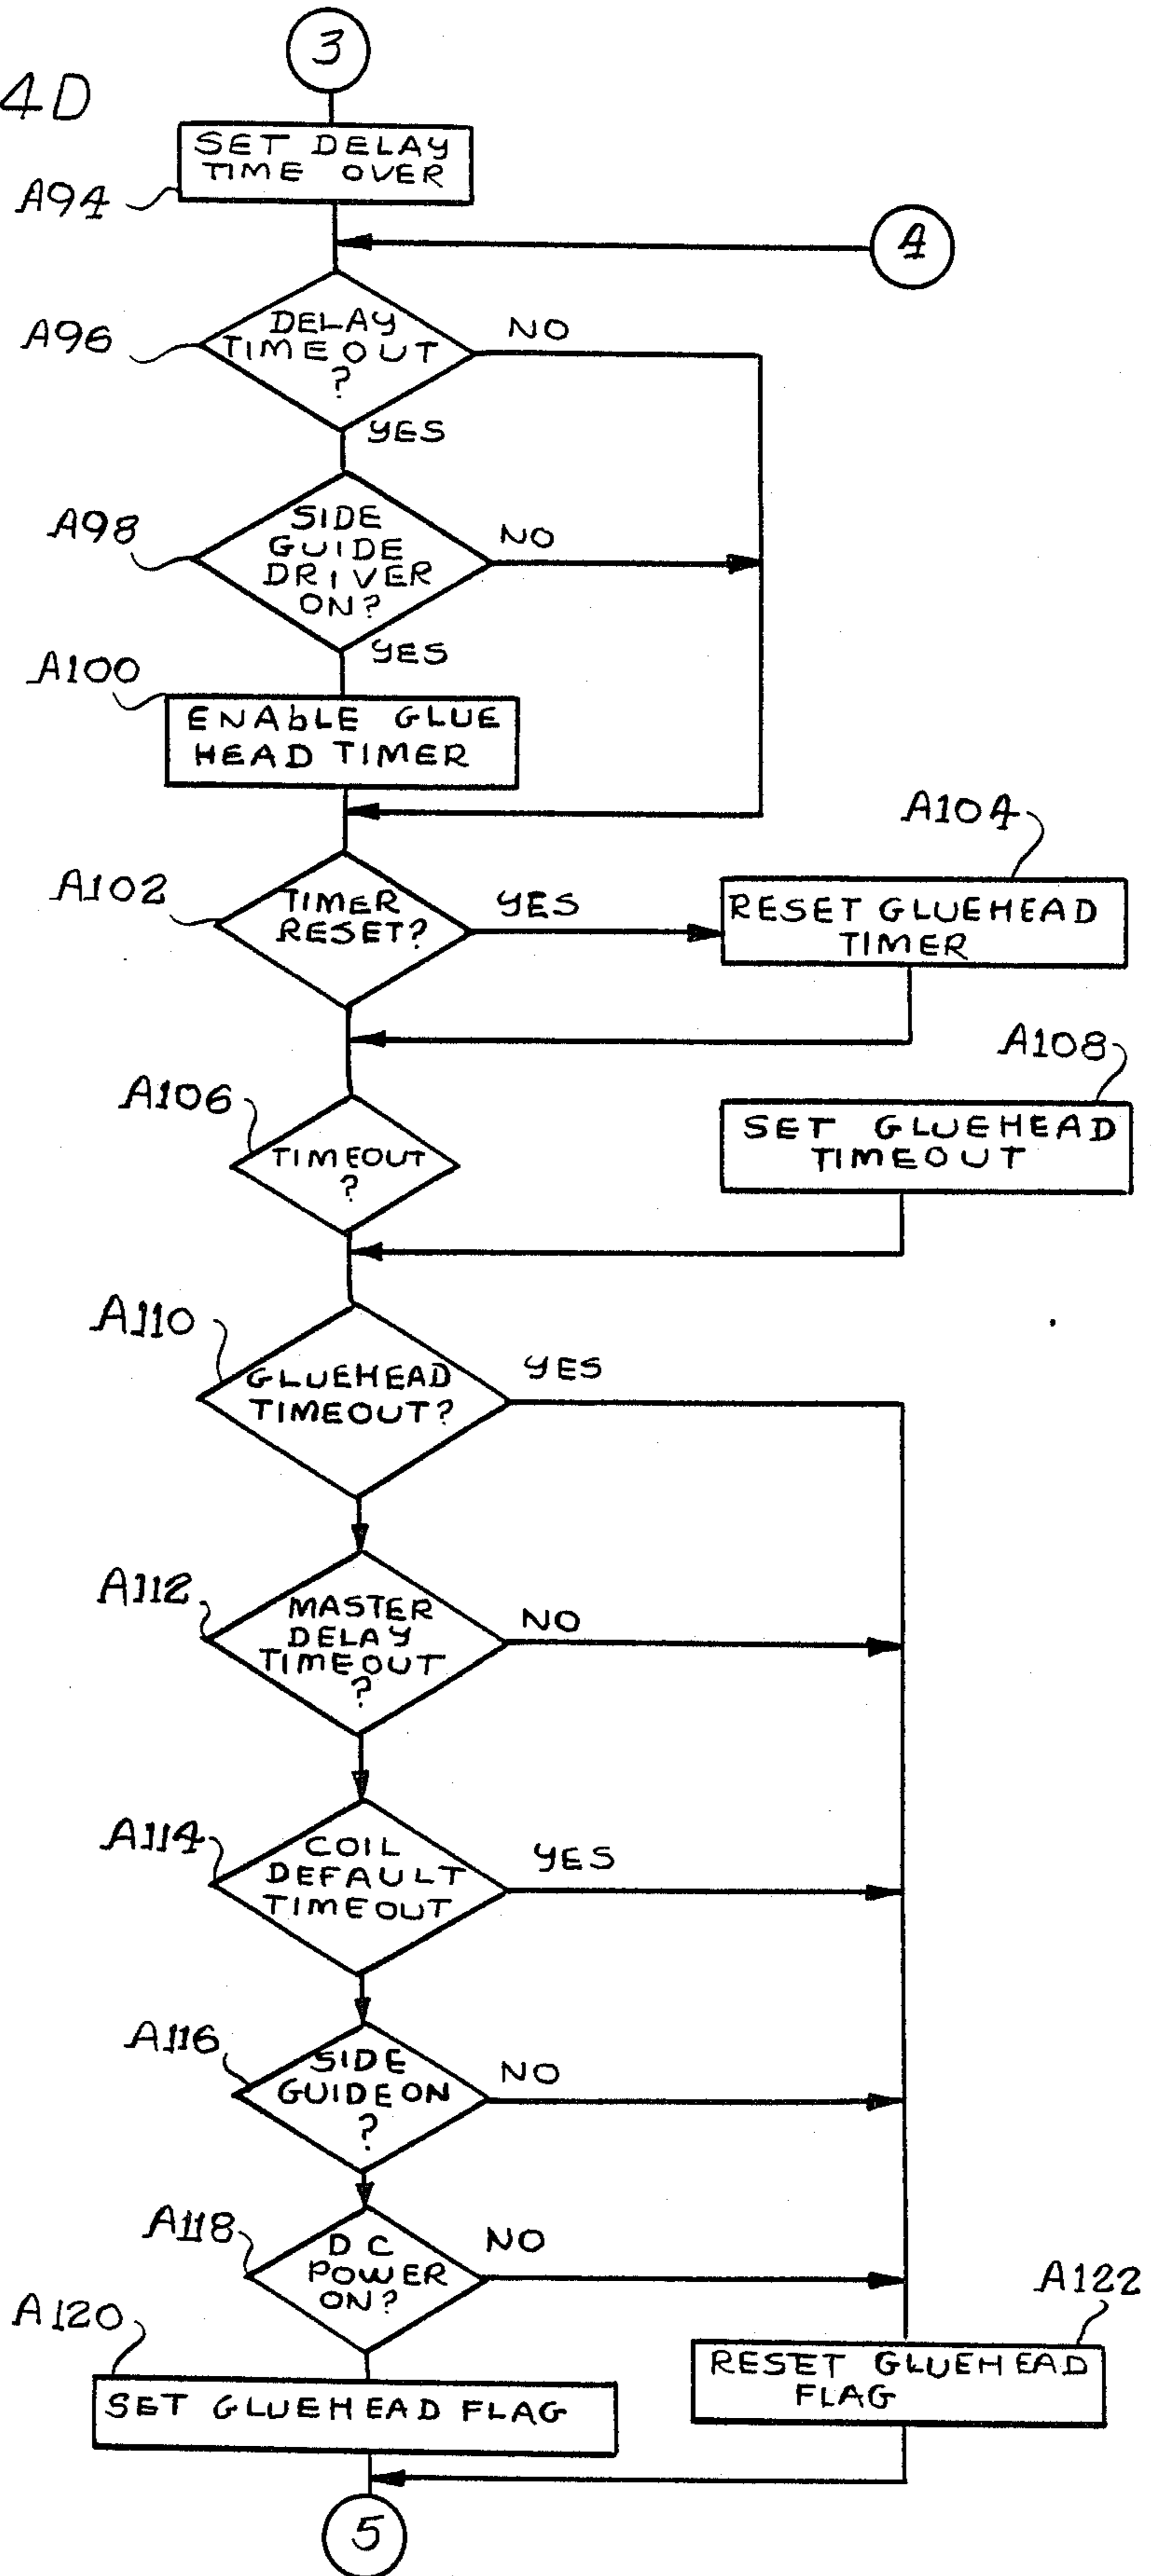 3
4D
SET DELAY
TIME OVER
A94
4
A96
DELAY
TIMEOUT
?
NO
YES
A98
SIDE
GUIDE
DRIVER
ON?
NO
YES
A100
ENAbLE GLUE
HEAD TIMER
A102
TIMER
RESET?
YES
A104
RESET GLUEHEAD
TIMER
A106
TIMEOUT
?
A108
SET GLUEHEAD
TIMEOUT
A110
GLUEHEAD
TIMEOUT?
YES
A112
MASTER
DELAY
TIMEOUT
?
NO
A114
COIL
DEFAULT
TIMEOUT
YES
A116
SIDE
GUIDE ON
?
NO
A118
DC
POWER
ON?
NO
A120
SET GLUEHEAD FLAG
A122
RESET GLUEHEAD
FLAG
5